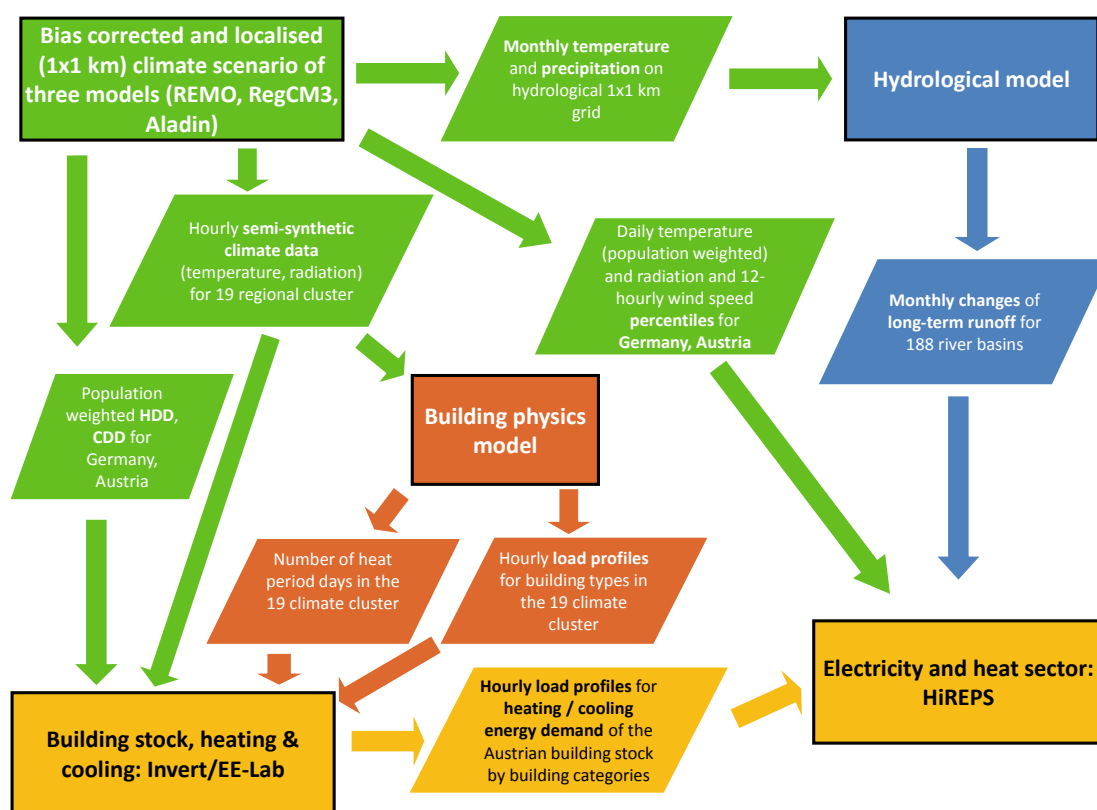 Bias corrected and localised
(1x1 km) climate scenario of
three models (REMO, RegCM3,
Aladin)
Monthly temperature
and precipitation on
hydrological 1x1 km
grid
Hydrological model
Hourly semi-synthetic
climate data
(temperature, radiation)
for 19 regional cluster
Daily temperature
(population weighted)
and radiation and 12-
hourly wind speed
percentiles for
Germany, Austria
Monthly changes of
long-term runoff for
188 river basins
Population
weighted HDD,
CDD for
Germany,
Austria
Building physics
model
Number of heat
period days in the
19 climate cluster
Hourly load profiles
for building types in
the 19 climate
cluster
Building stock, heating &
cooling: Invert/EE-Lab
Hourly load profiles for
heating / cooling
energy demand of the
Austrian building stock
by building categories
Electricity and heat sector:
HiREPS